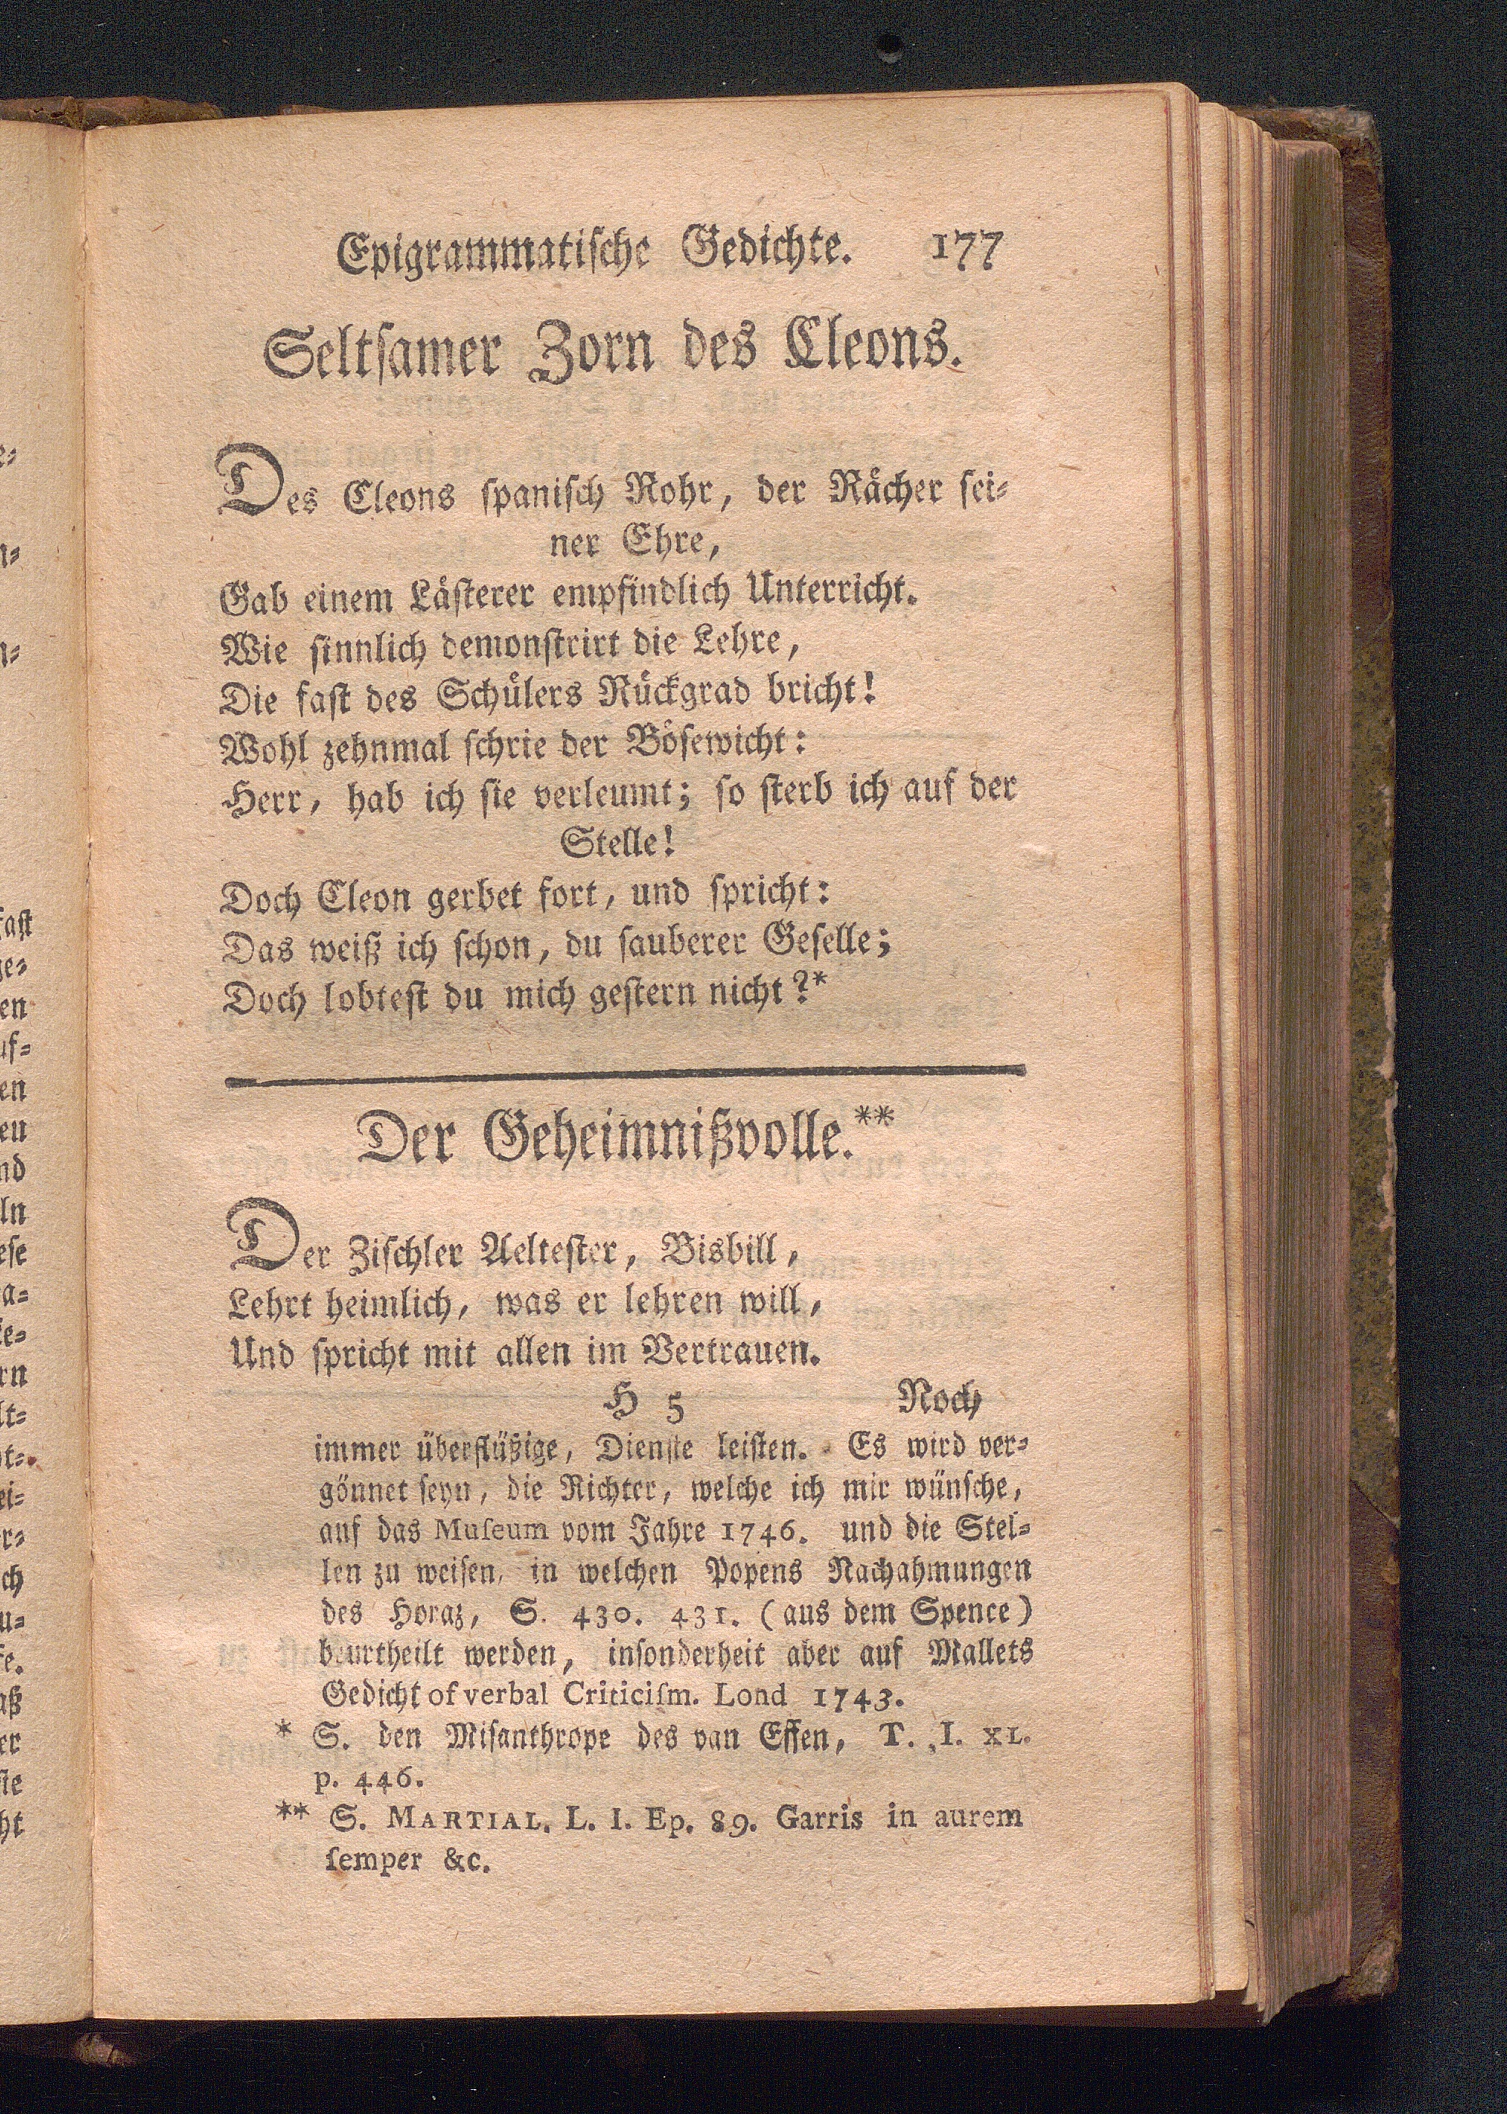 Epigrammatische Gedichte. 177
Seltsamer Zorn des Cleons.
Des Cleons spanisch Rohr, der Rächer sei-
ner Ehre,
Gab einem Lästerer empfindlich Unterricht.
Wie sinnlich demonstrirt die Lehre,
Die fast des Schülers Rückgrad bricht!
Wohl zehnmal schrie der Bösewicht:
Herr, hab ich sie verleumt; so sterb ich auf der
Stelle!
Doch Cleon gerbet fort, und spricht:
Das weiß ich schon, du sauberer Geselle;
Doch lobtest du mich gestern nicht?*
Der Geheimnißvolle.**
Der Zischler Aeltester, Bisbill,
Lehrt heimlich, was er lehren will,
Und spricht mit allen im Vertrauen.
H 5 Noch
immer überflüßige, Dienste leisten. Es wird ver-
gönnet seyn, die Richter, welche ich mir wünsche,
auf das Museum vom Jahre 1746. und die Stel-
len zu weisen, in welchen Popens Nachahmungen
des Horaz, S. 430. 431. (aus dem Spence)
beurtheilt werden, insonderheit aber auf Mallets
Gedicht of verbal Criticism. Lond 1743.
* S. den Misanthrope des van Effen, T. I. XL.
p. 446.
** S. MARTIAL. L. I. Ep. 89. Garris in aurem
semper &c.